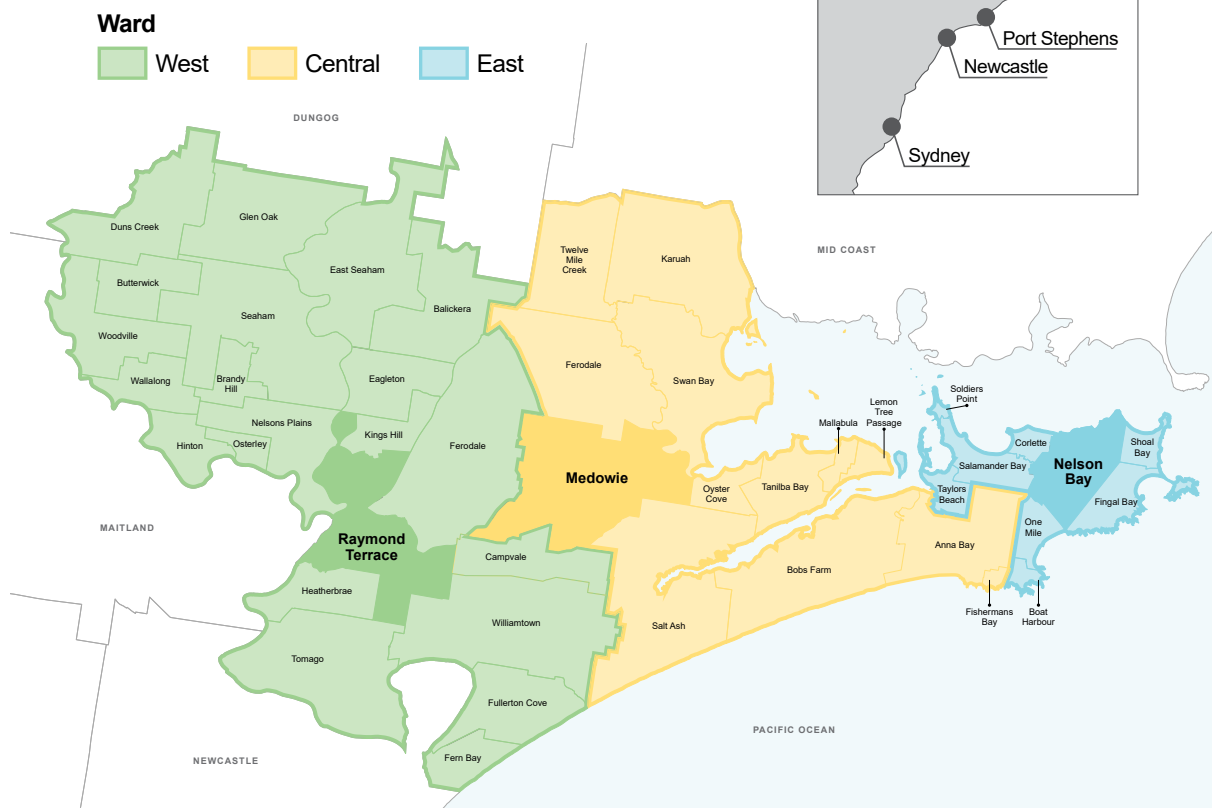 Ward
West
Central
East
Port Stephens
Newcastle
Sydney
DUNGOG
MID COAST
MAITLAND
NEWCASTLE
PACIFIC OCEAN
Duns Creek
Glen Oak
East Seaham
Butterwick
Balickera
Seaham
Woodville
Wallalong
Brandy
Hill
Eagleton
Nelsons Plains
Kings Hill
Hinton
Osterley
Ferodale
Raymond
Terrace
Campvale
Heatherbrae
Williamtown
Tomago
Fullerton Cove
Fern Bay
Twelve
Mile
Creek
Karuah
Ferodale
Swan Bay
Medowie
Mallabula
Lemon
Tree
Passage
Oyster
Cove
Tanilba Bay
Bobs Farm
Anna Bay
Salt Ash
Fishermans
Bay
Soldiers
Point
Corlette
Shoal
Bay
Salamander Bay
Nelson
Bay
Taylors
Beach
Fingal Bay
One
Mile
Boat
Harbour